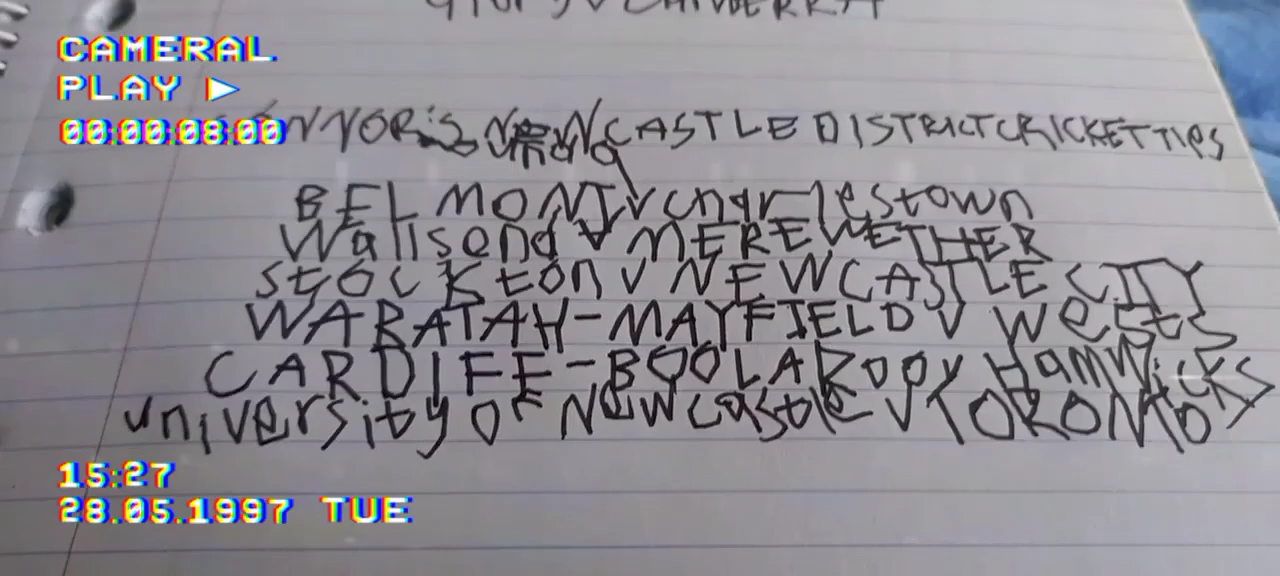 CAMERAL
PLAY ▶
00:00:08:00
NEWCASTLE DISTRICT CRICKET TIPS
BELMONT v charlestown
Wallsend v MEREWETHER
stockton v NEWCASTLE CITY
WARATAH-MAYFIELD v wests
CARDIFF-BOOLAROO v HamWicKS
university of Newcastle v TORONTO
15:27
28.05.1997 TUE